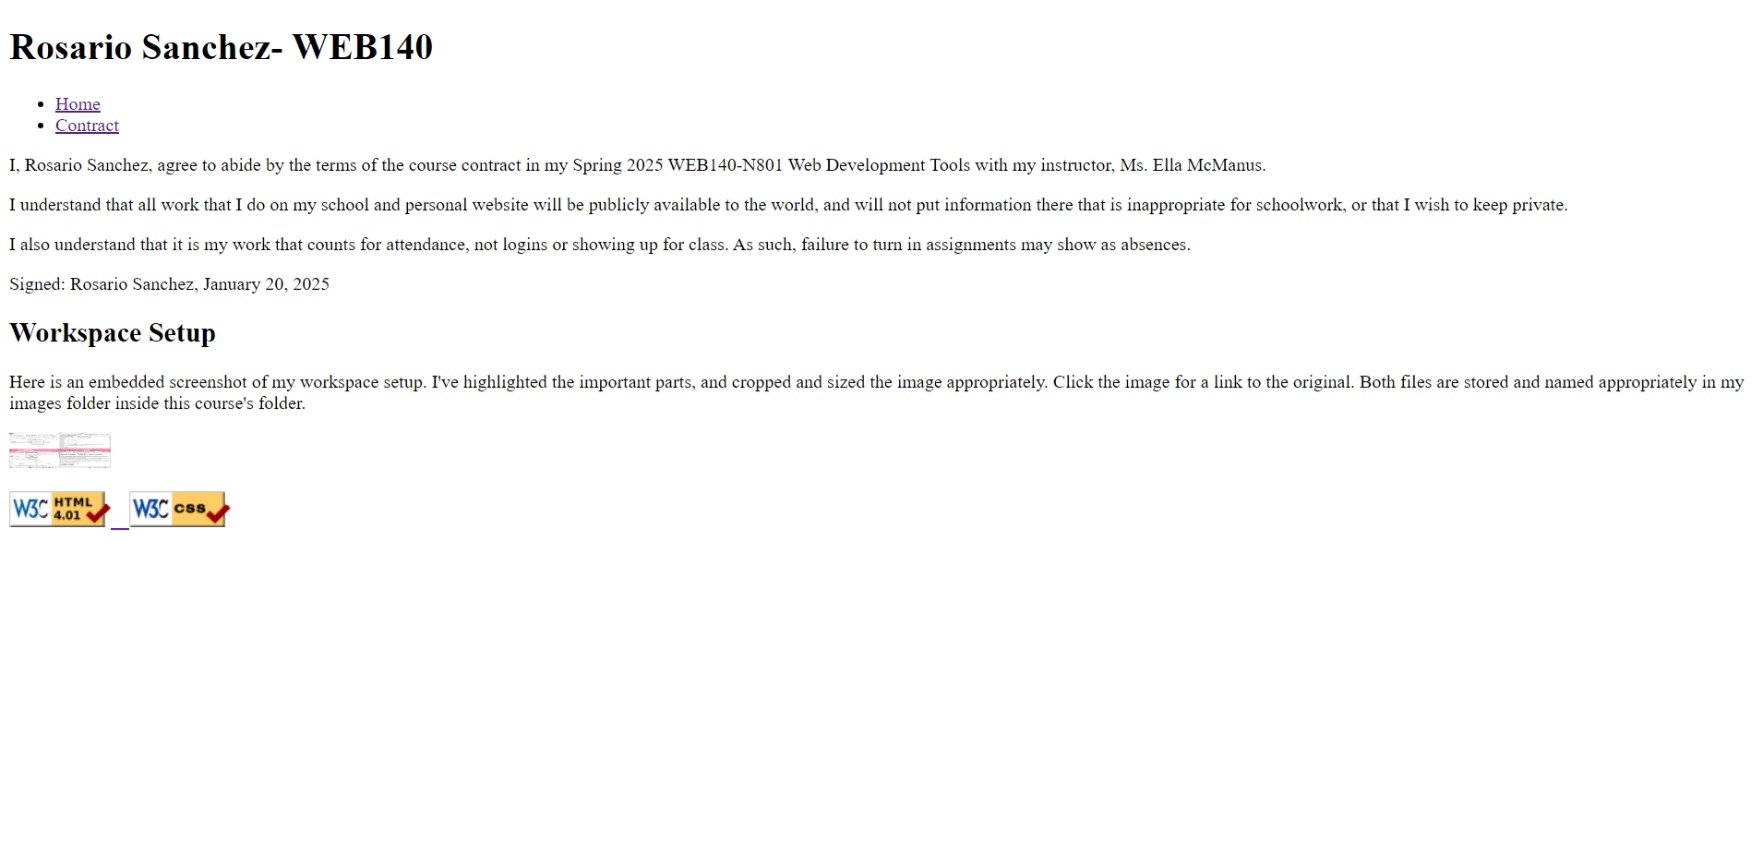 Rosario Sanchez- WEB140
Home
Contract
I, Rosario Sanchez, agree to abide by the terms of the course contract in my Spring 2025 WEB140-N801 Web Development Tools with my instructor, Ms. Ella McManus.
I understand that all work that I do on my school and personal website will be publicly available to the world, and will not put information there that is inappropriate for schoolwork, or that I wish to keep private.
I also understand that it is my work that counts for attendance, not logins or showing up for class. As such, failure to turn in assignments may show as absences.
Signed: Rosario Sanchez, January 20, 2025
Workspace Setup
Here is an embedded screenshot of my workspace setup. I've highlighted the important parts, and cropped and sized the image appropriately. Click the image for a link to the original. Both files are stored and named appropriately in my
images folder inside this course's folder.
W3C HTML 4.01 W3C css